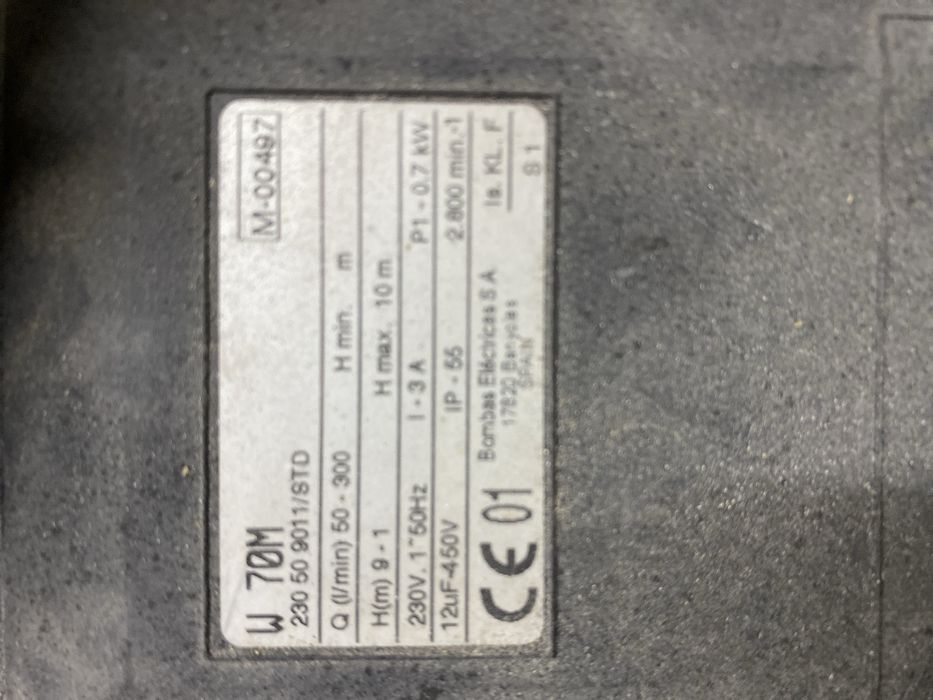 W 70M M-00497
230 50 9011/STD
Q (l/min) 50 - 300 H min. m
H(m) 9 - 1 H max. 10 m
230V. 1~50Hz I - 3 A P1 - 0.7 kW
12uF-450V IP - 55 2.800 min.-1
CE 01 Bombas Eléctricas S A Is. KL. F
17820 Banyoles S 1
SPAIN